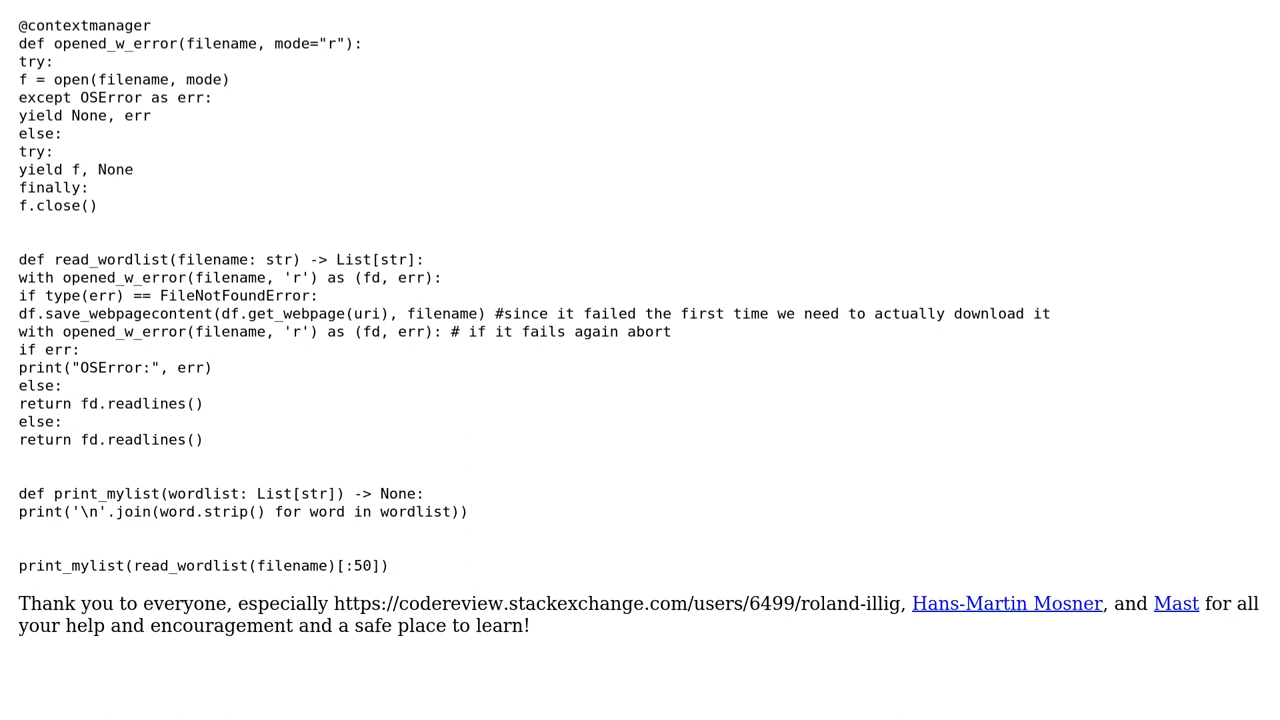 @contextmanager
def opened_w_error(filename, mode="r"):
try:
f = open(filename, mode)
except OSError as err:
yield None, err
else:
try:
yield f, None
finally:
f.close()
def read_wordlist(filename: str) -> List[str]:
with opened_w_error(filename, 'r') as (fd, err):
if type(err) == FileNotFoundError:
df.save_webpagecontent(df.get_webpage(uri), filename) #since it failed the first time we need to actually download it
with opened_w_error(filename, 'r') as (fd, err): # if it fails again abort
if err:
print("OSError:", err)
else:
return fd.readlines()
else:
return fd.readlines()
def print_mylist(wordlist: List[str]) -> None:
print('\n'.join(word.strip() for word in wordlist))
print_mylist(read_wordlist(filename)[:50])
Thank you to everyone, especially https://codereview.stackexchange.com/users/6499/roland-illig, Hans-Martin Mosner, and Mast for all
your help and encouragement and a safe place to learn!